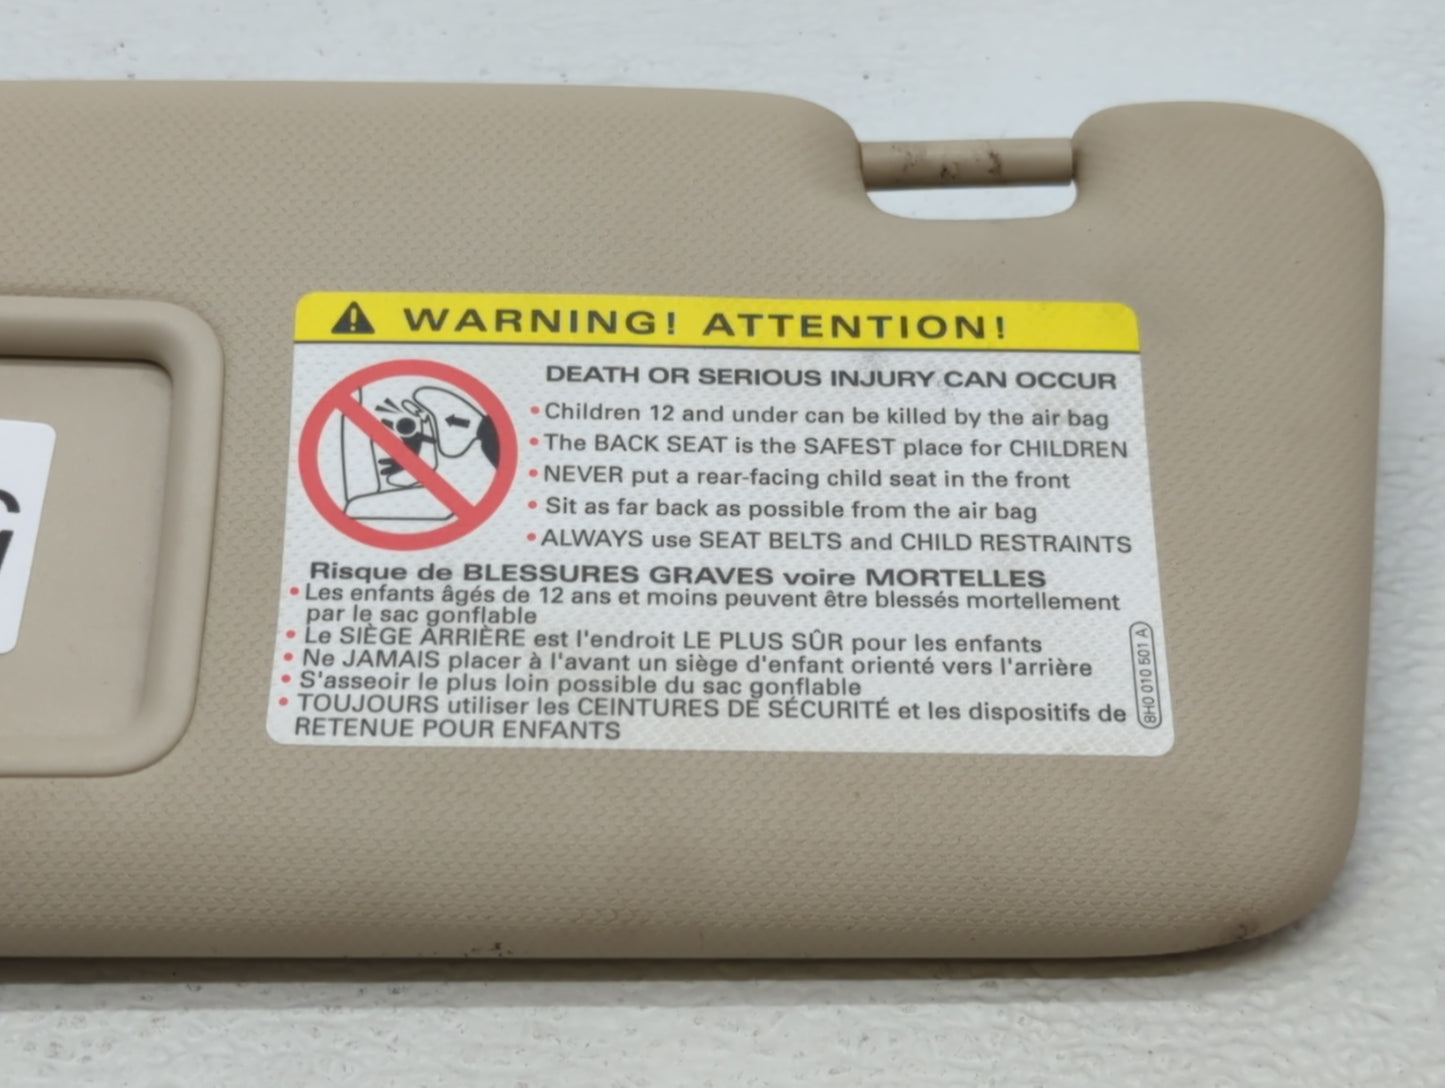 WARNING! ATTENTION!
DEATH OR SERIOUS INJURY CAN OCCUR
• Children 12 and under can be killed by the air bag
• The BACK SEAT is the SAFEST place for CHILDREN
• NEVER put a rear-facing child seat in the front
• Sit as far back as possible from the air bag
• ALWAYS use SEAT BELTS and CHILD RESTRAINTS
Risque de BLESSURES GRAVES voire MORTELLES
• Les enfants âgés de 12 ans et moins peuvent être blessés mortellement
par le sac gonflable
• Le SIÈGE ARRIÈRE est l'endroit LE PLUS SÛR pour les enfants
• Ne JAMAIS placer à l'avant un siège d'enfant orienté vers l'arrière
• S'asseoir le plus loin possible du sac gonflable
• TOUJOURS utiliser les CEINTURES DE SÉCURITÉ et les dispositifs de
RETENUE POUR ENFANTS
8H0 010 501 A